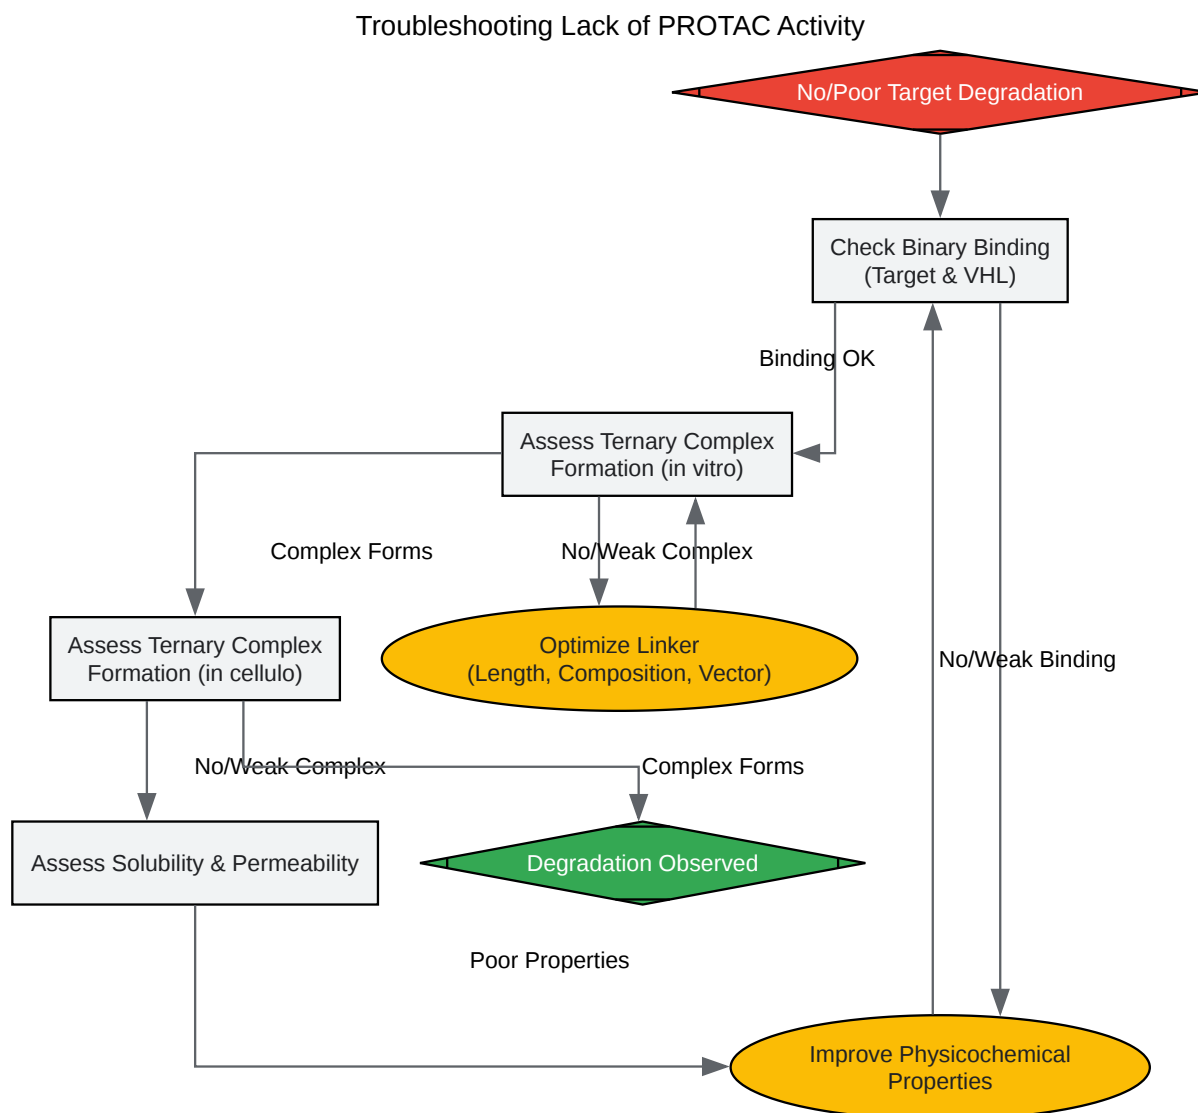 Troubleshooting Lack of PROTAC Activity
No/Poor Target Degradation
Check Binary Binding
(Target & VHL)
Binding OK
Assess Ternary Complex
Formation (in vitro)
Complex Forms
No/Weak Complex
Assess Ternary Complex
Formation (in cellulo)
Optimize Linker
(Length, Composition, Vector)
No/Weak Binding
No/Weak Complex
Complex Forms
Assess Solubility & Permeability
Degradation Observed
Poor Properties
Improve Physicochemical
Properties